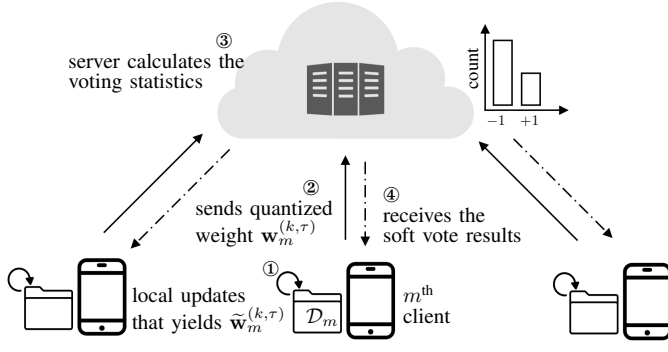 ③
server calculates the
voting statistics
count
−1 +1
②
sends quantized
weight w_m^{(k,τ)}
④
receives the
soft vote results
①
local updates
that yields w̃_m^{(k,τ)}
𝒟_m
m^{th}
client